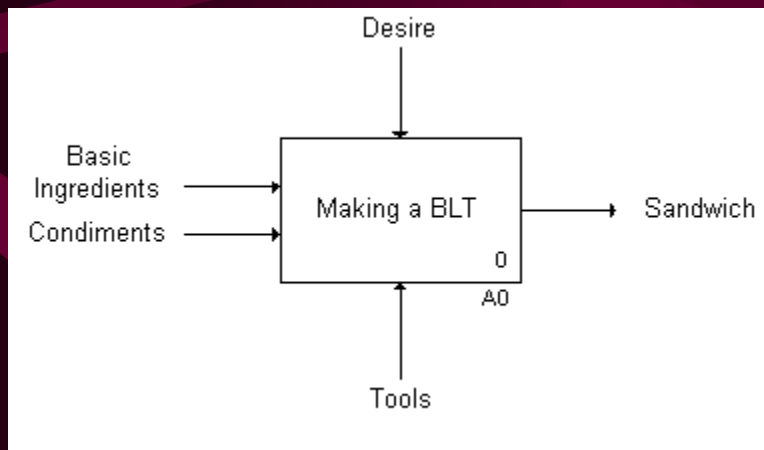 Desire
Basic
Ingredients
Condiments
Making a BLT
0
A0
Sandwich
Tools